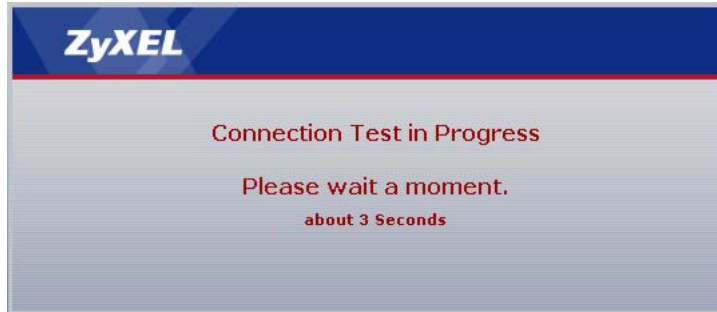 ZyXEL
Connection Test in Progress
Please wait a moment.
about 3 Seconds